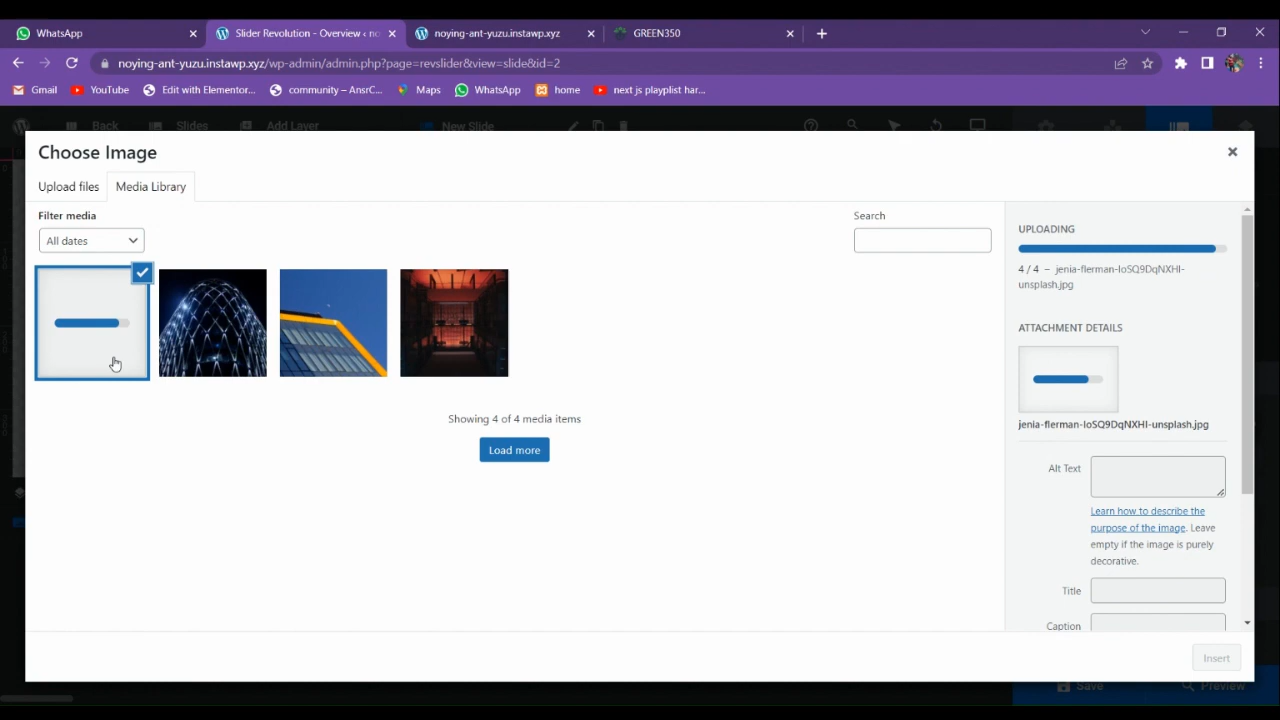 WhatsApp
Slider Revolution - Overview ‹ no
noying-ant-yuzu.instawp.xyz
GREEN350
noying-ant-yuzu.instawp.xyz/wp-admin/admin.php?page=revslider&view=slide&id=2
Gmail
YouTube
Edit with Elementor...
community – AnsrC...
Maps
WhatsApp
home
next js playplist har...
Back
Slides
Add Layer
New Slide
Choose Image
Upload files
Media Library
Filter media
All dates
Search
Showing 4 of 4 media items
Load more
UPLOADING
4 / 4 – jenia-flerman-IoSQ9DqNXHI-
unsplash.jpg
ATTACHMENT DETAILS
jenia-flerman-IoSQ9DqNXHI-unsplash.jpg
Alt Text
Learn how to describe the
purpose of the image. Leave
empty if the image is purely
decorative.
Title
Caption
Insert
Save
Preview